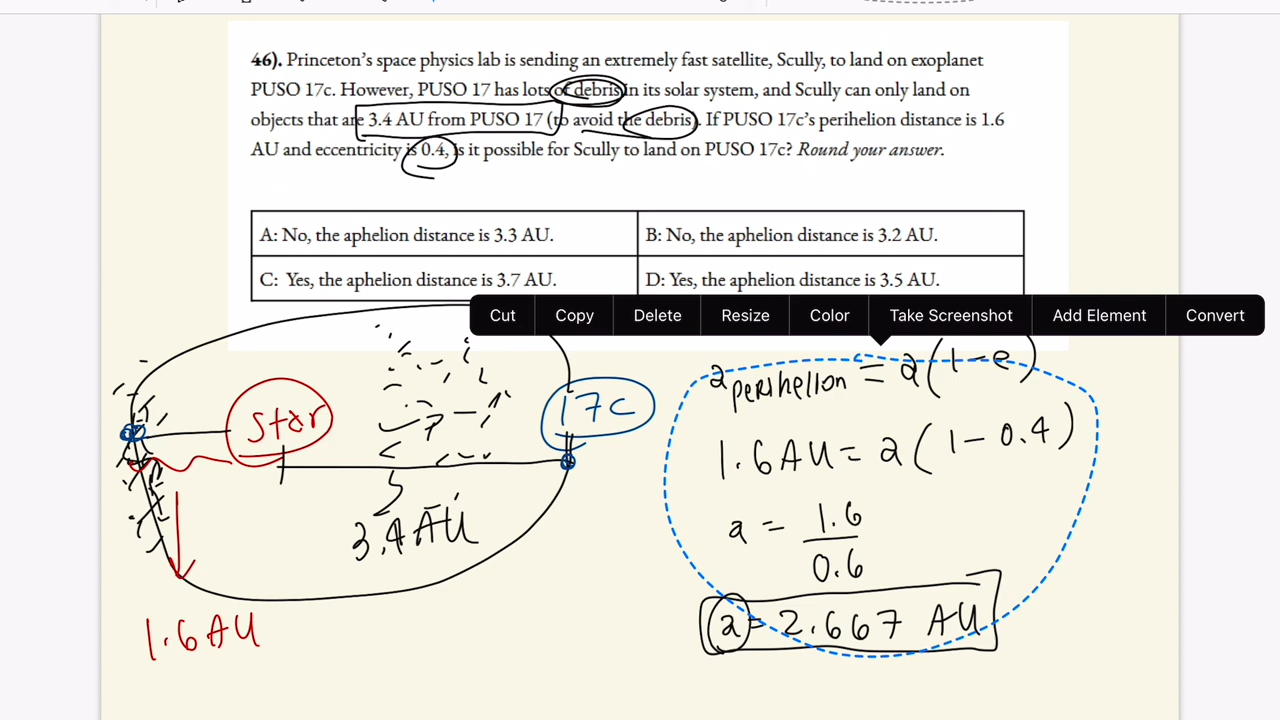 46). Princeton's space physics lab is sending an extremely fast satellite, Scully, to land on exoplanet
PUSO 17c. However, PUSO 17 has lots of debris in its solar system, and Scully can only land on
objects that are 3.4 AU from PUSO 17 (to avoid the debris). If PUSO 17c's perihelion distance is 1.6
AU and eccentricity is 0.4, is it possible for Scully to land on PUSO 17c? Round your answer.
A: No, the aphelion distance is 3.3 AU.
B: No, the aphelion distance is 3.2 AU.
C: Yes, the aphelion distance is 3.7 AU.
D: Yes, the aphelion distance is 3.5 AU.
Cut Copy Delete Resize Color Take Screenshot Add Element Convert
a perihelion = a(1-e)
star
17c
1.6 AU = a(1-0.4)
3.4 AU
a = 1.6
0.6
a = 2.667 AU
1.6 AU